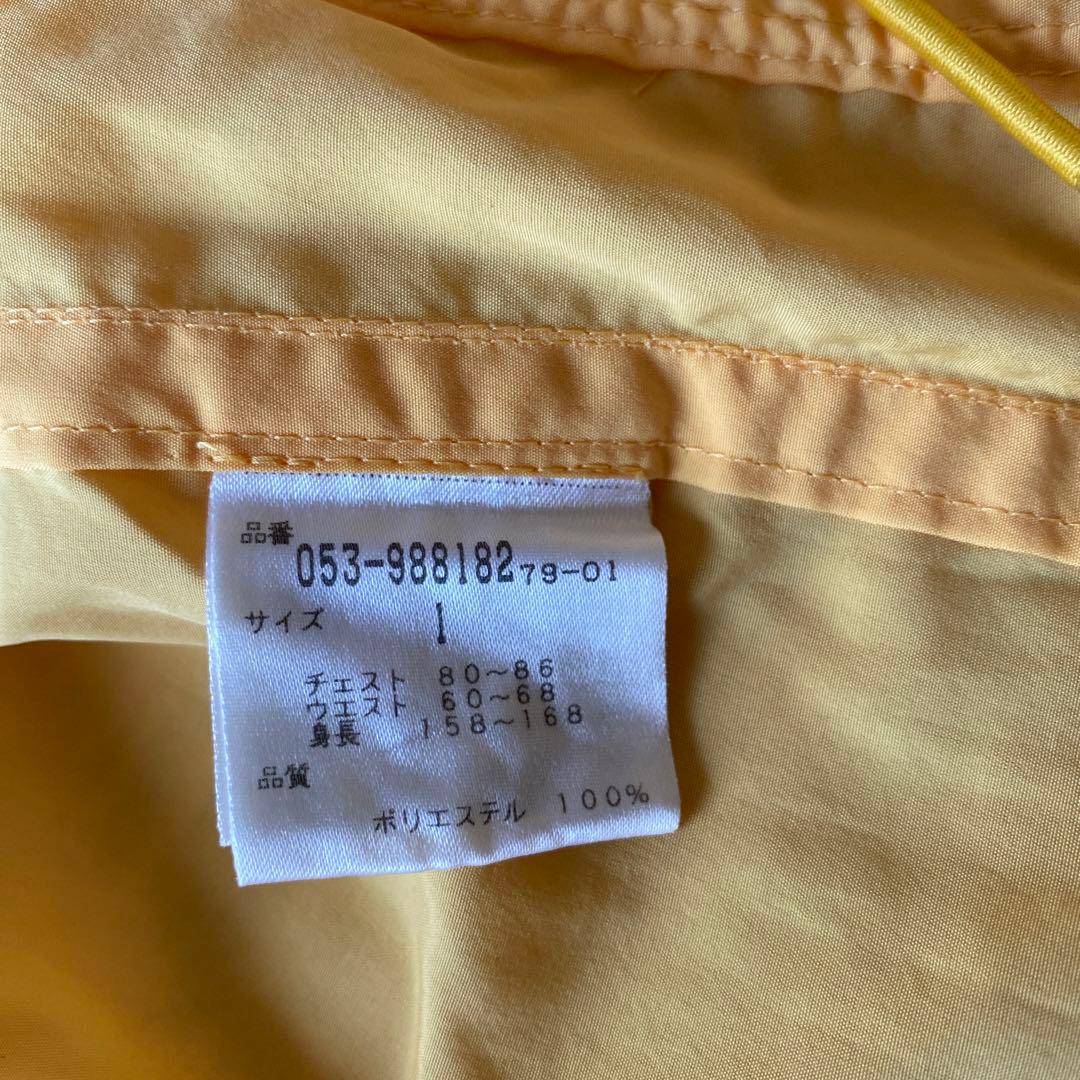 品番
053-988182 79-01
サイズ 1
チェスト 80~86
ウエスト 60~68
身長 158~168
品質
ポリエステル 100%